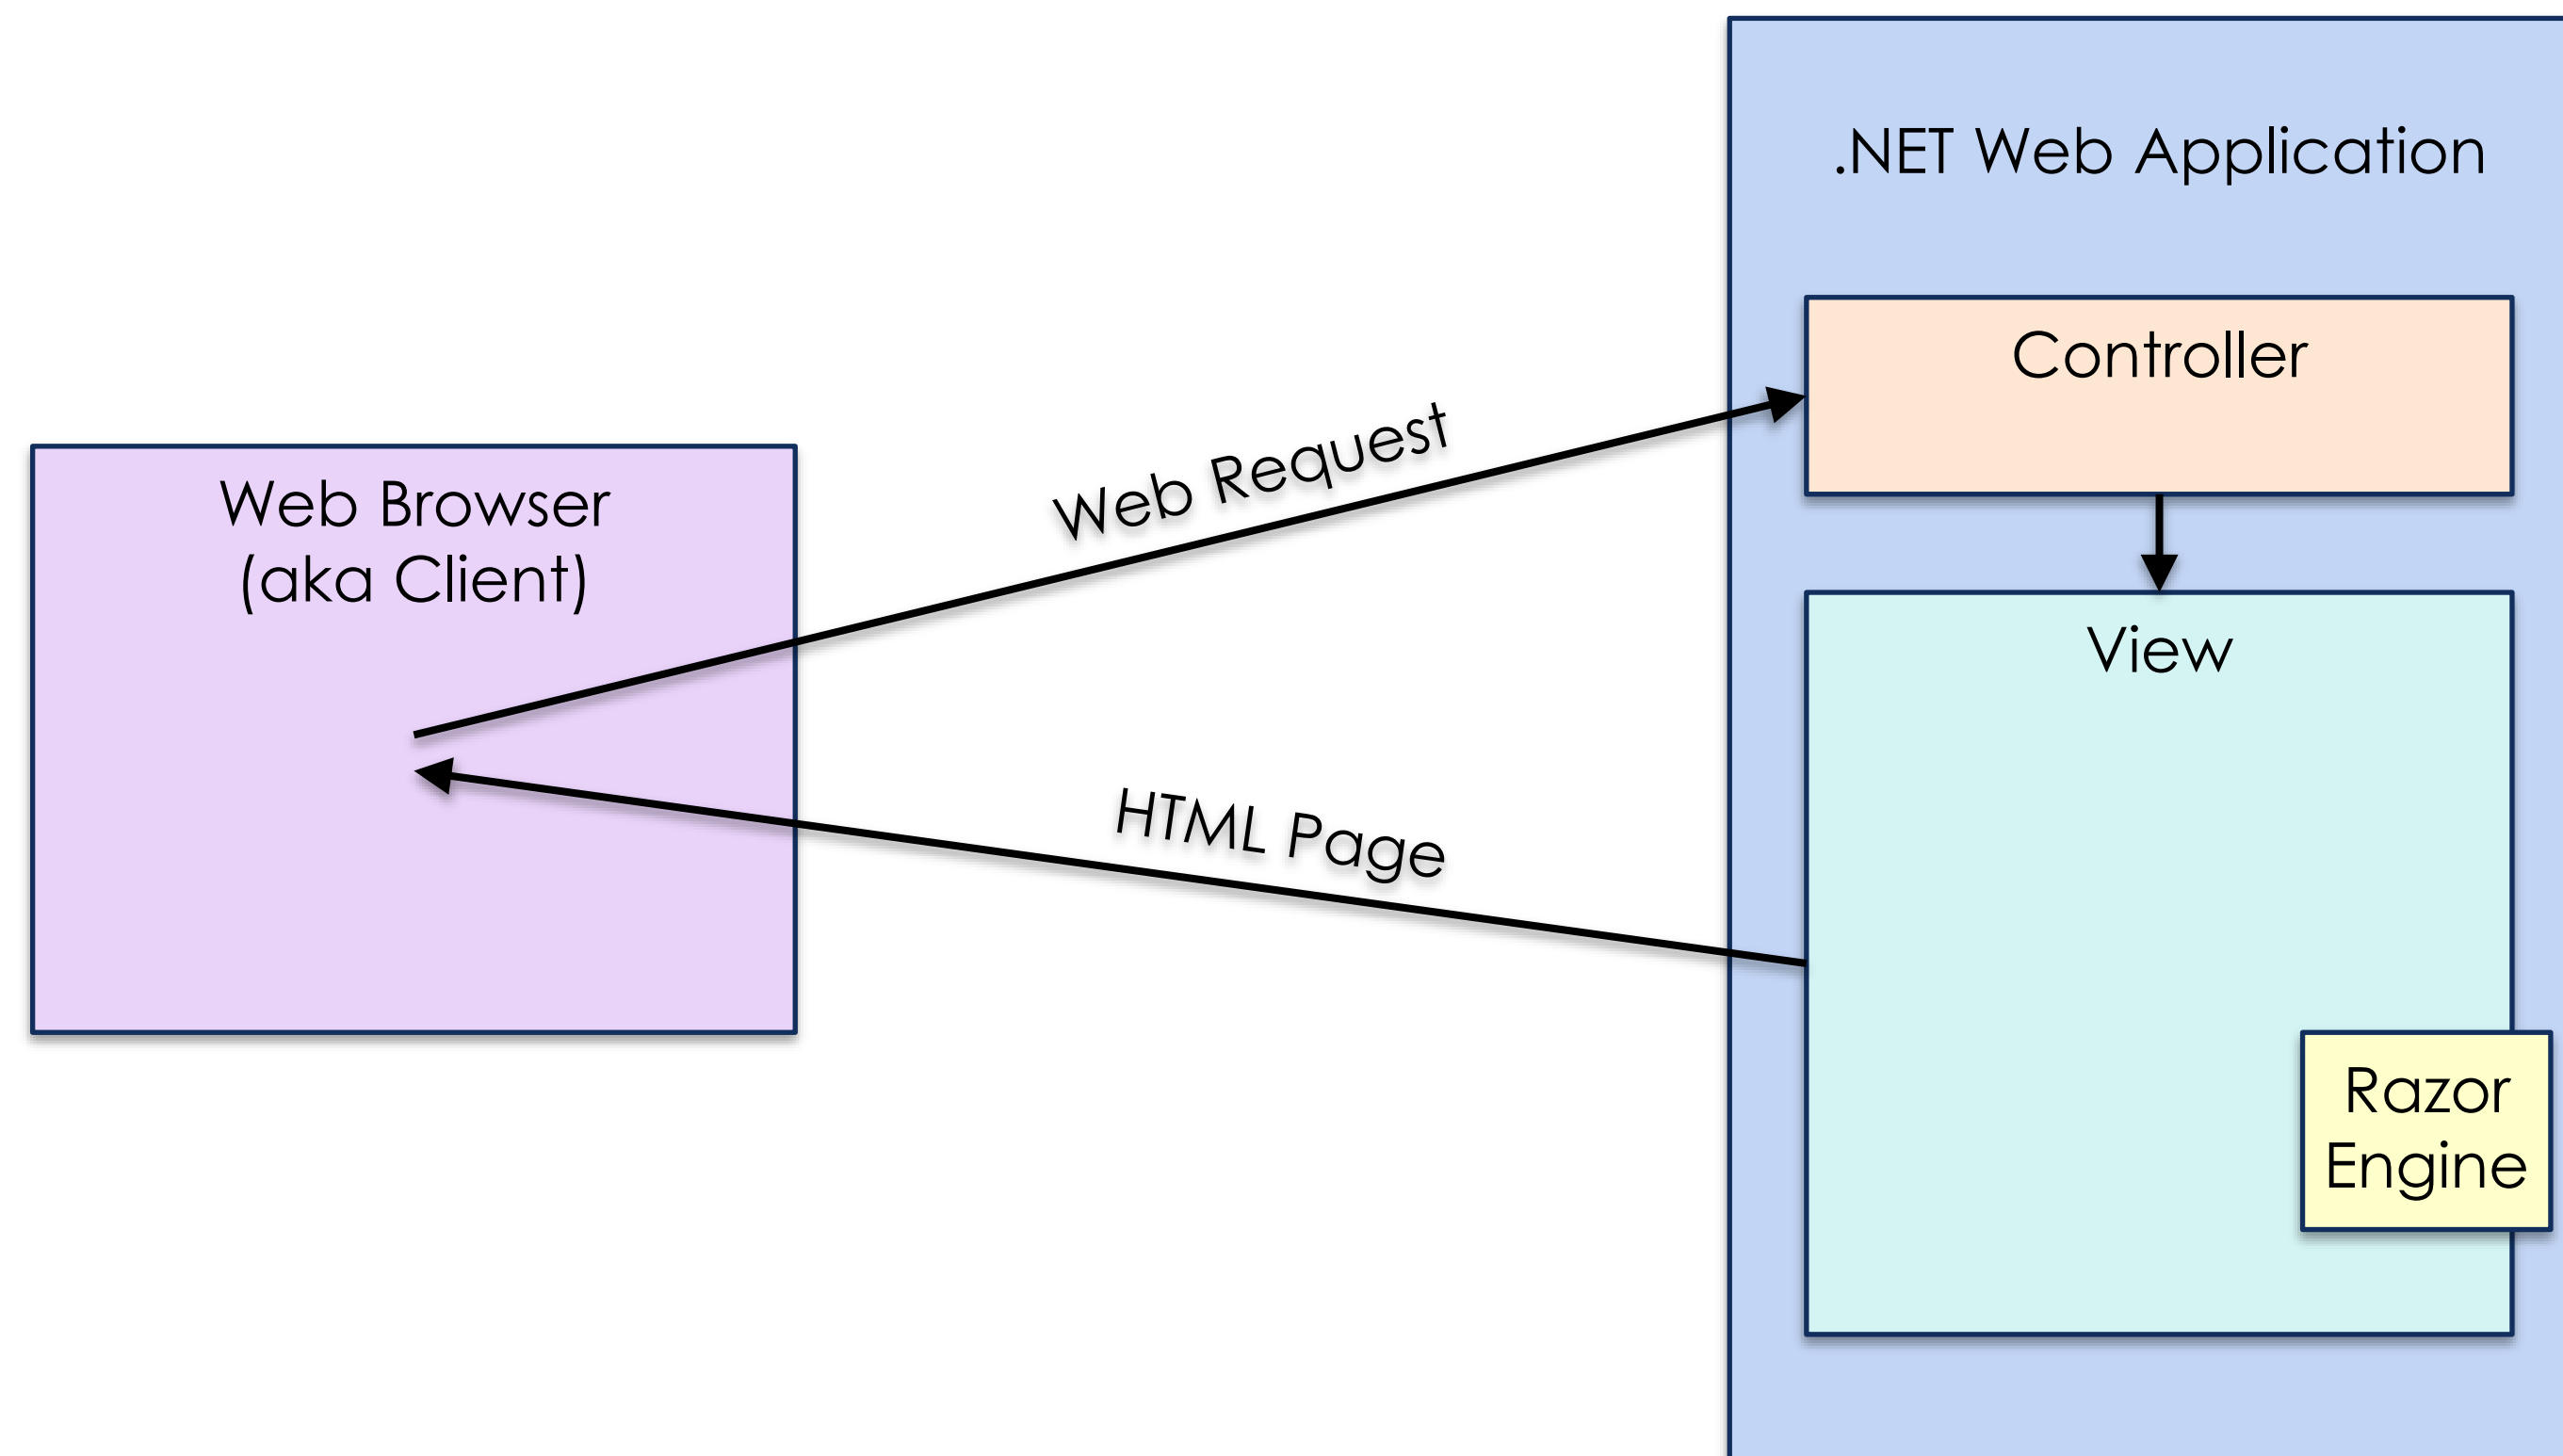 .NET Web Application
Controller
Web Request
Web Browser
(aka Client)
View
HTML Page
Razor
Engine